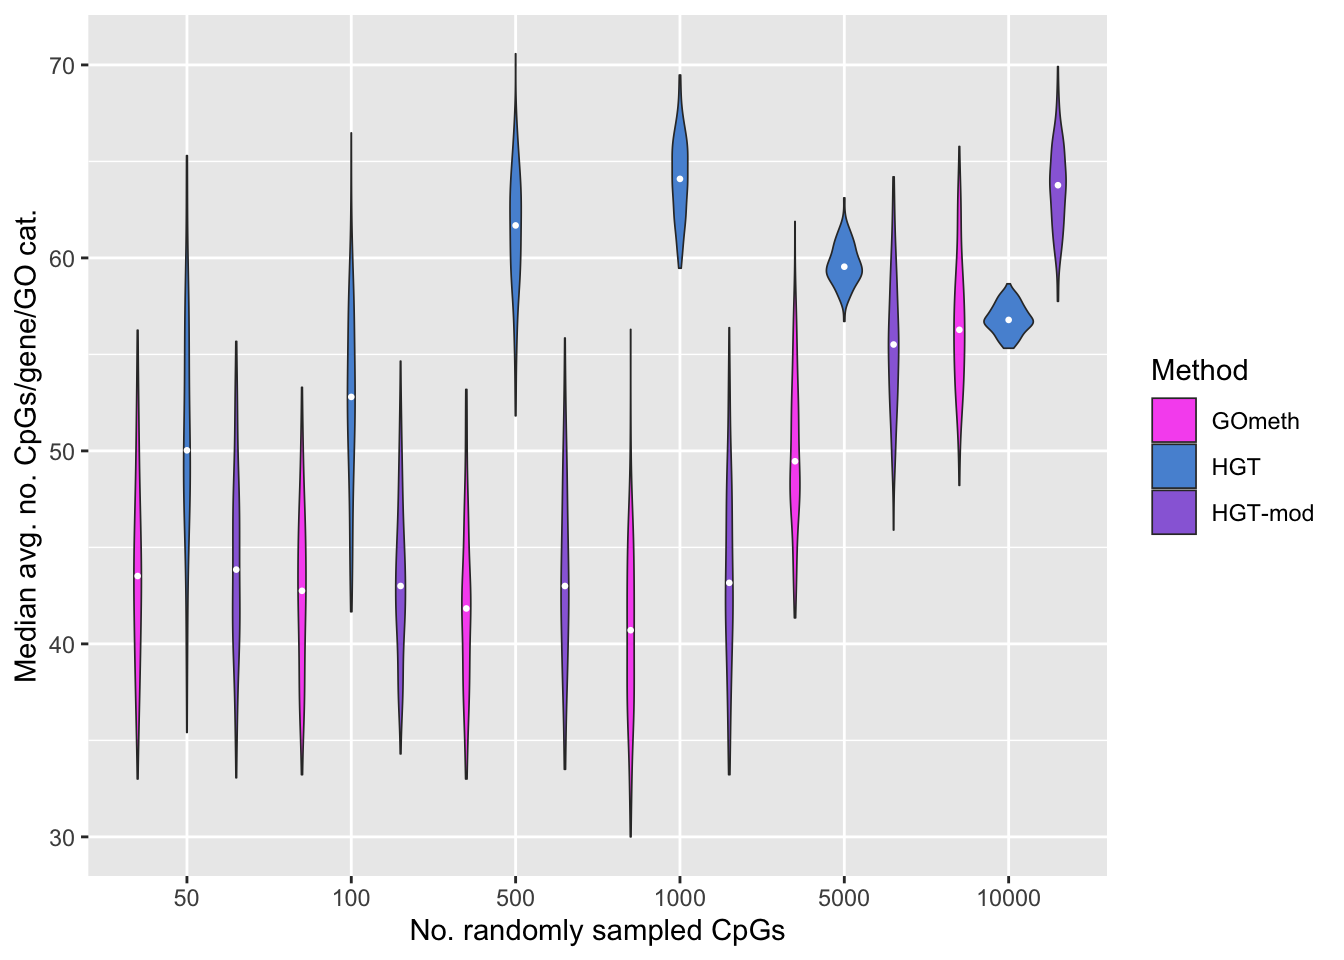 Median avg. no. CpGs/gene/GO cat.
70
60
50
40
30
50 100 500 1000 5000 10000
No. randomly sampled CpGs
Method
GOmeth
HGT
HGT-mod